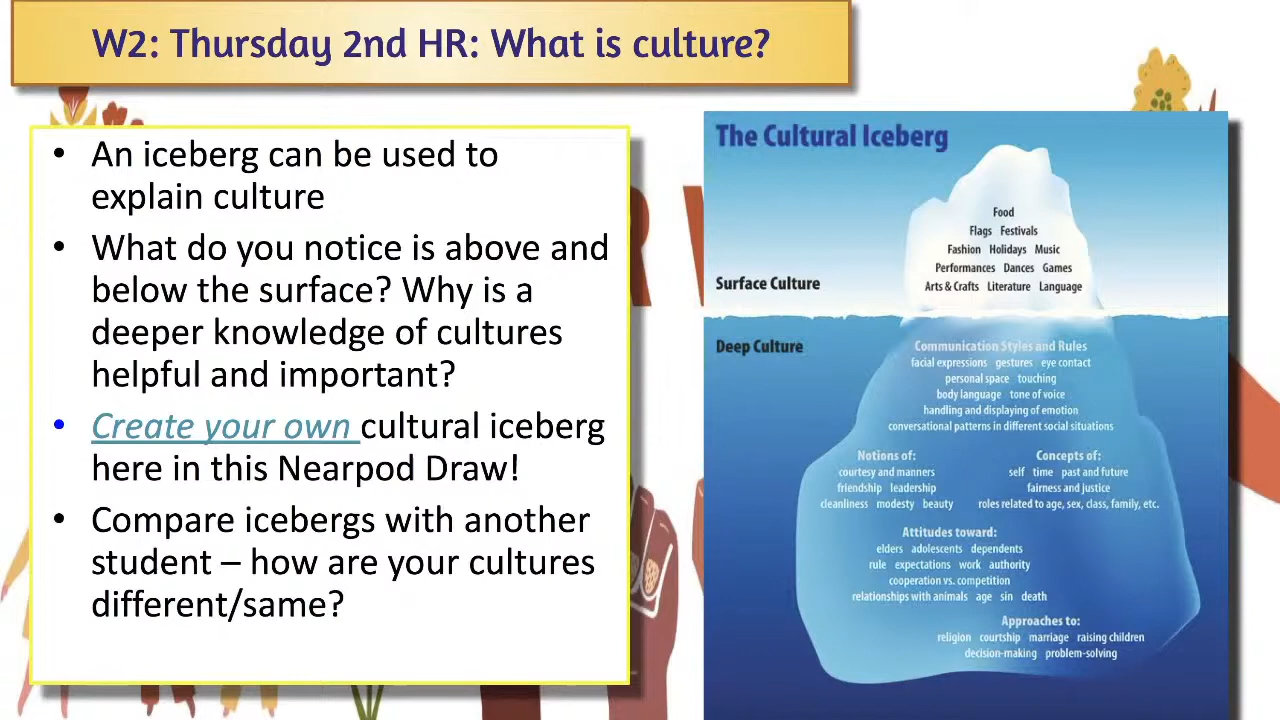 W2: Thursday 2nd HR: What is culture?
• An iceberg can be used to
explain culture
• What do you notice is above and
below the surface? Why is a
deeper knowledge of cultures
helpful and important?
• Create your own cultural iceberg
here in this Nearpod Draw!
• Compare icebergs with another
student – how are your cultures
different/same?
The Cultural Iceberg
Food
Flags Festivals
Fashion Holidays Music
Performances Dances Games
Surface Culture
Arts & Crafts Literature Language
Deep Culture
Communication Styles and Rules
facial expressions gestures eye contact
personal space touching
body language tone of voice
handling and displaying of emotion
conversational patterns in different social situations
Notions of:
courtesy and manners
friendship leadership
cleanliness modesty beauty
Concepts of:
self time past and future
fairness and justice
roles related to age, sex, class, family, etc.
Attitudes toward:
elders adolescents dependents
rule expectations work authority
cooperation vs. competition
relationships with animals age sin death
Approaches to:
religion courtship marriage raising children
decision-making problem-solving